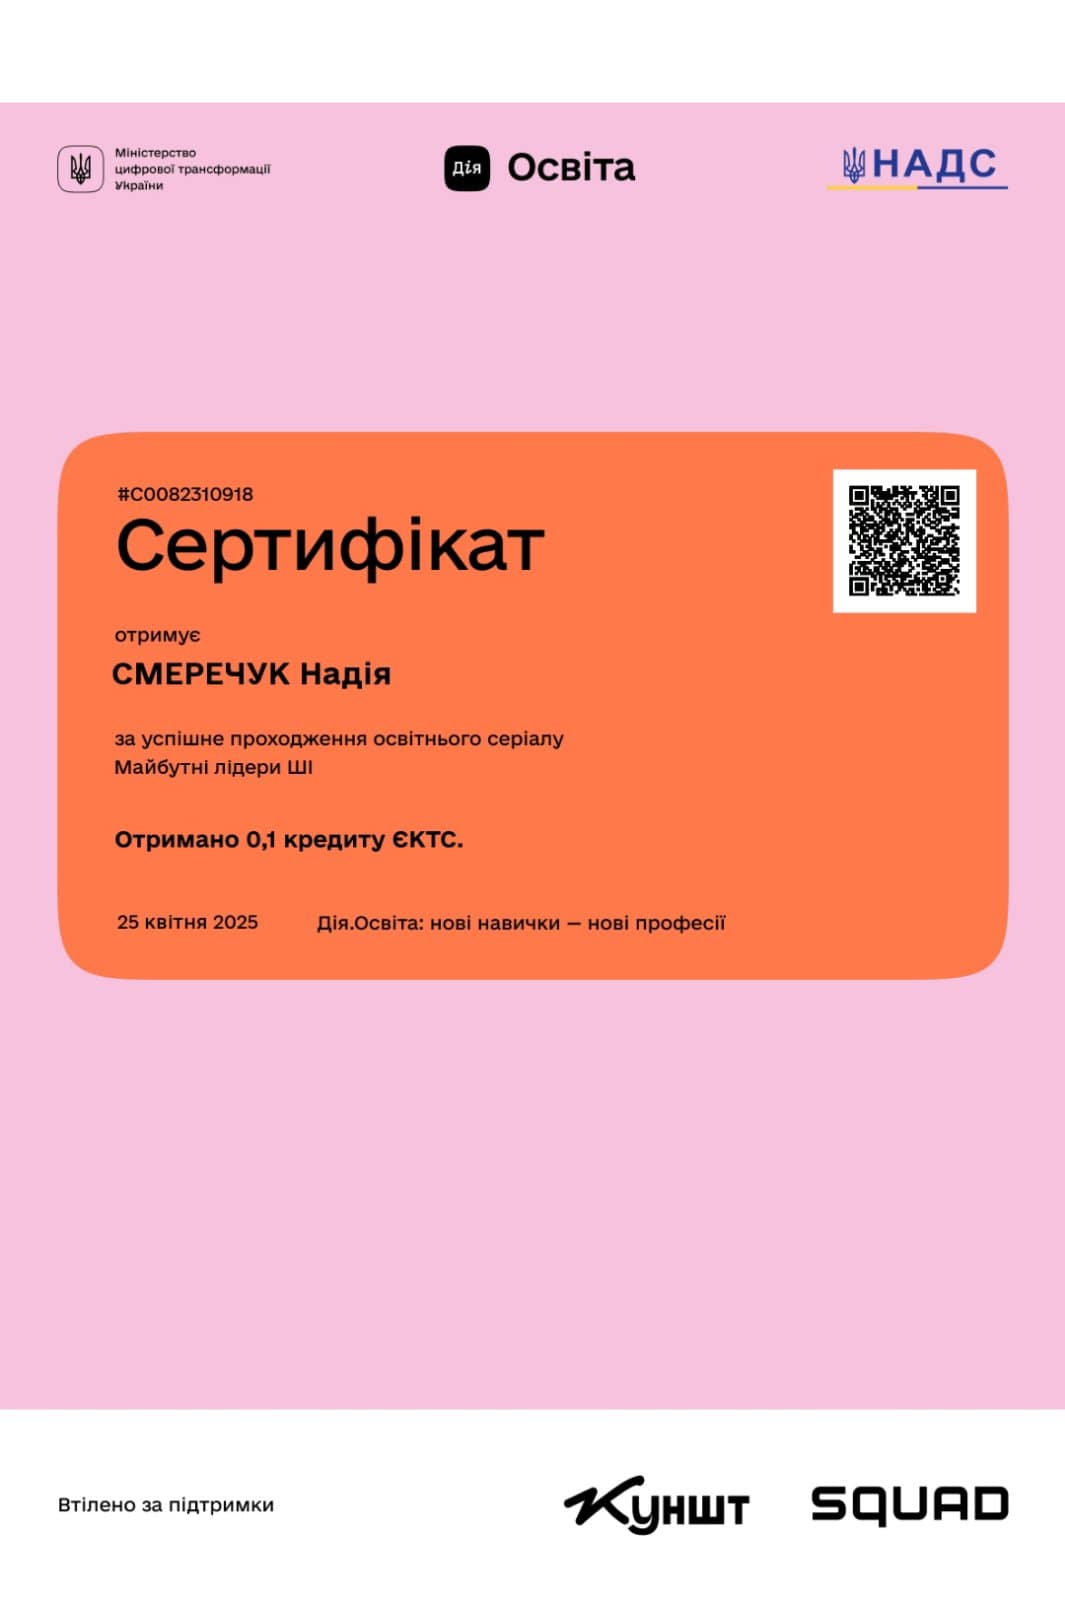 Міністерство
цифрової трансформації
України
Дія Освіта
НАДС
#C0082310918
Сертифікат
отримує
СМЕРЕЧУК Надія
за успішне проходження освітнього серіалу
Майбутні лідери ШІ
Отримано 0,1 кредиту ЄКТС.
25 квітня 2025 Дія.Освіта: нові навички — нові професії
Втілено за підтримки
Куншт SQUAD